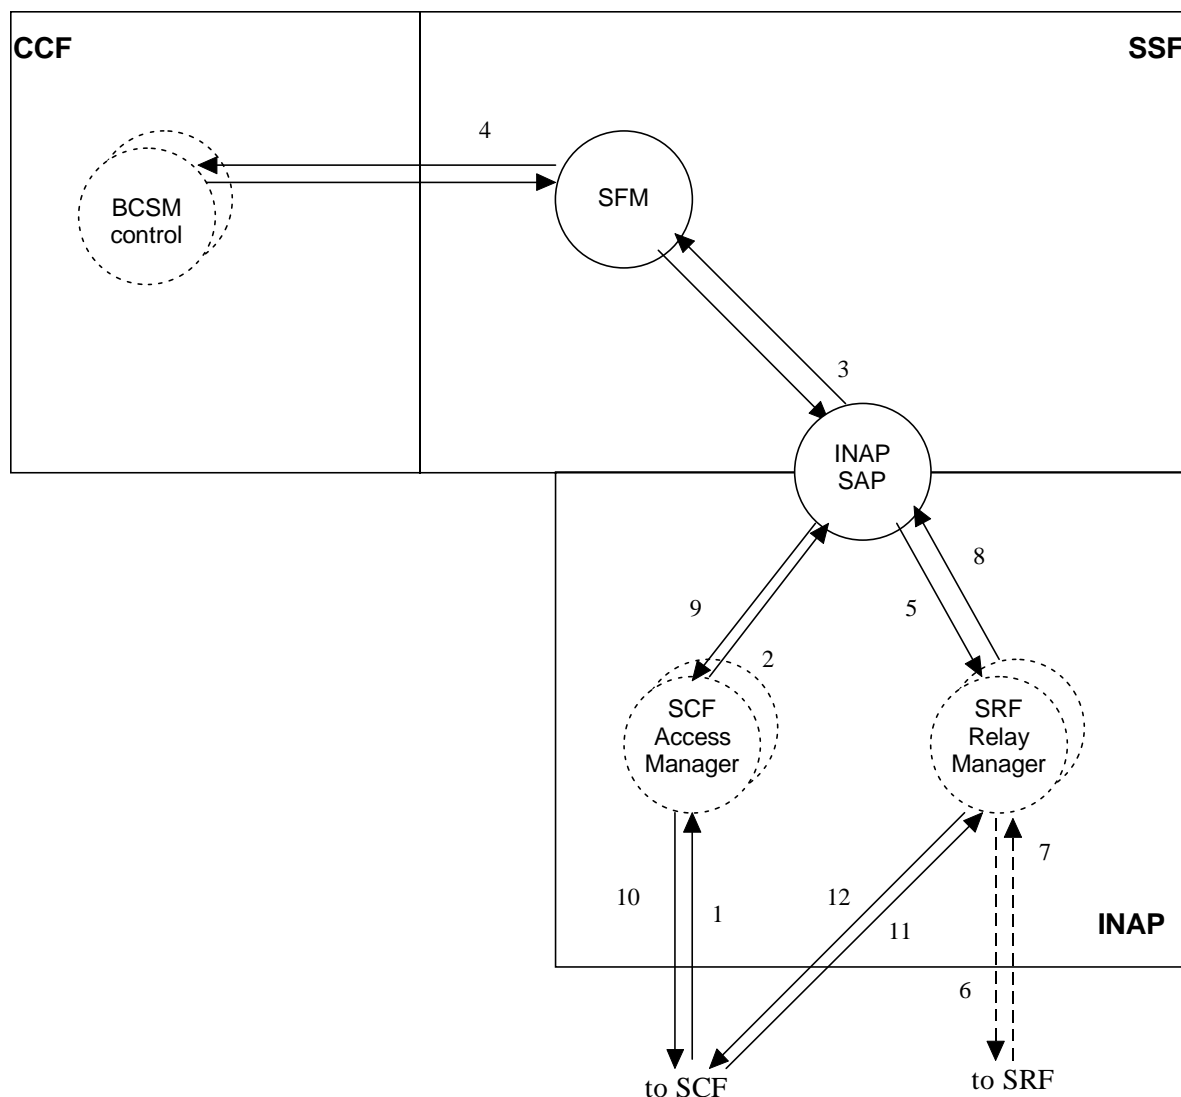 CCF
SSF
4
BCSM
control
SFM
3
INAP
SAP
9
5
8
2
SCF
Access
Manager
SRF
Relay
Manager
10
1
12
11
7
INAP
6
to SCF
to SRF